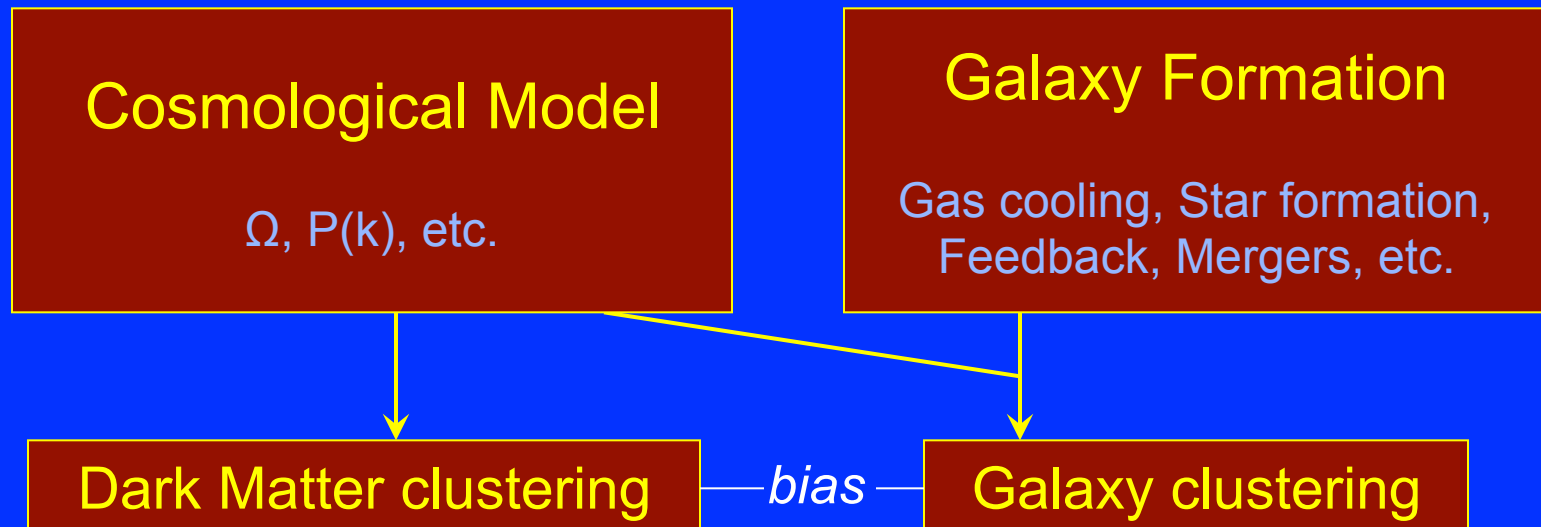 Cosmological Model
Ω, P(k), etc.
Galaxy Formation
Gas cooling, Star formation,
Feedback, Mergers, etc.
Dark Matter clustering
bias
Galaxy clustering